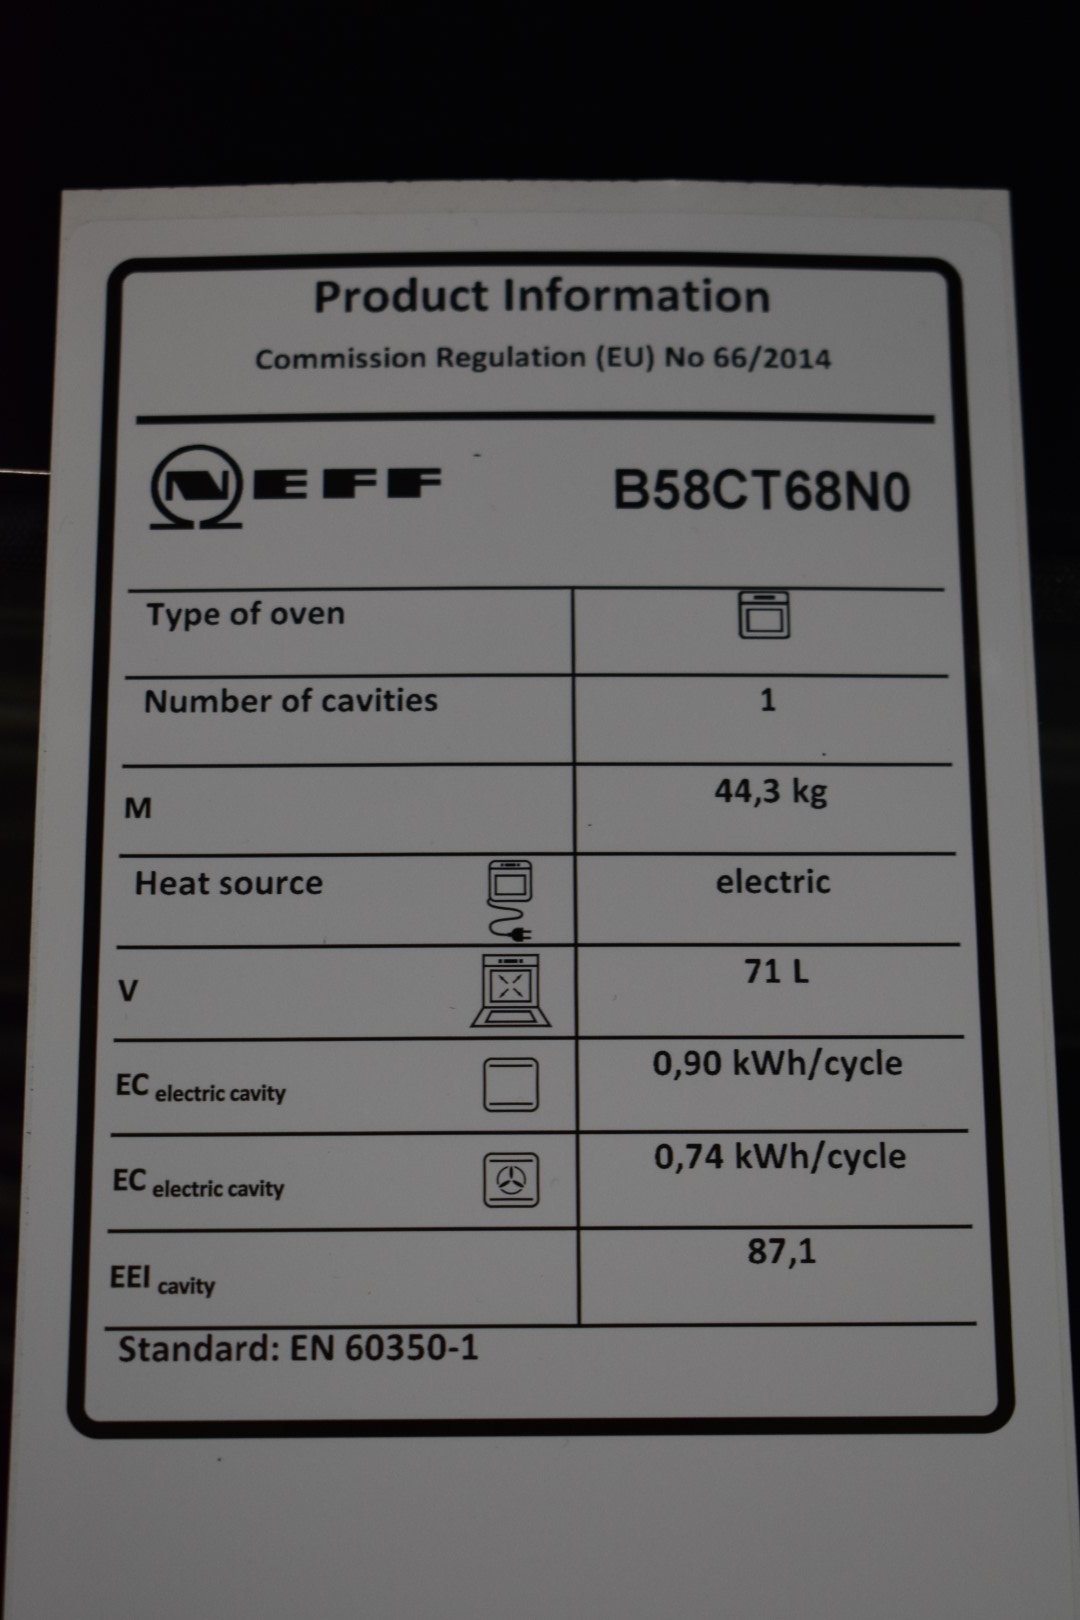 Product Information
Commission Regulation (EU) No 66/2014
NEFF B58CT68N0
Type of oven
Number of cavities 1
M 44,3 kg
Heat source electric
V 71 L
EC electric cavity 0,90 kWh/cycle
EC electric cavity 0,74 kWh/cycle
EEI cavity 87,1
Standard: EN 60350-1